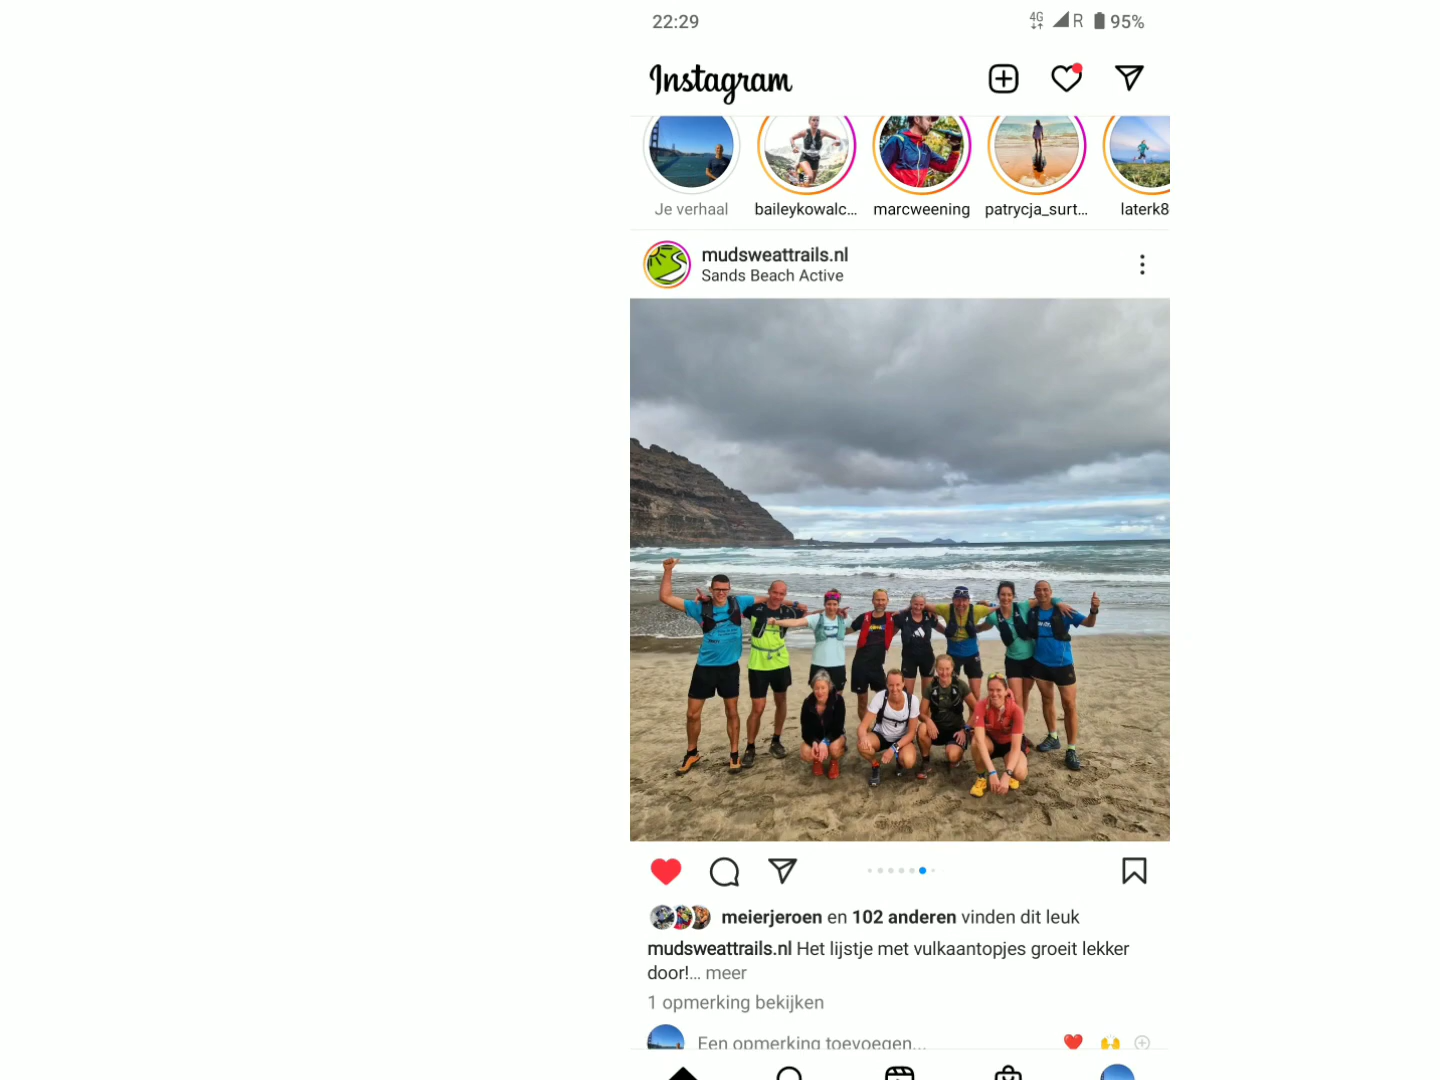 22:29
4G R 95%
Instagram
Je verhaal
baileykowalc...
marcweening
patrycja_surt...
laterk8
mudsweattrails.nl
Sands Beach Active
meierjeroen en 102 anderen vinden dit leuk
mudsweattrails.nl Het lijstje met vulkaantopjes groeit lekker
door!... meer
1 opmerking bekijken
Een opmerking toevoegen...